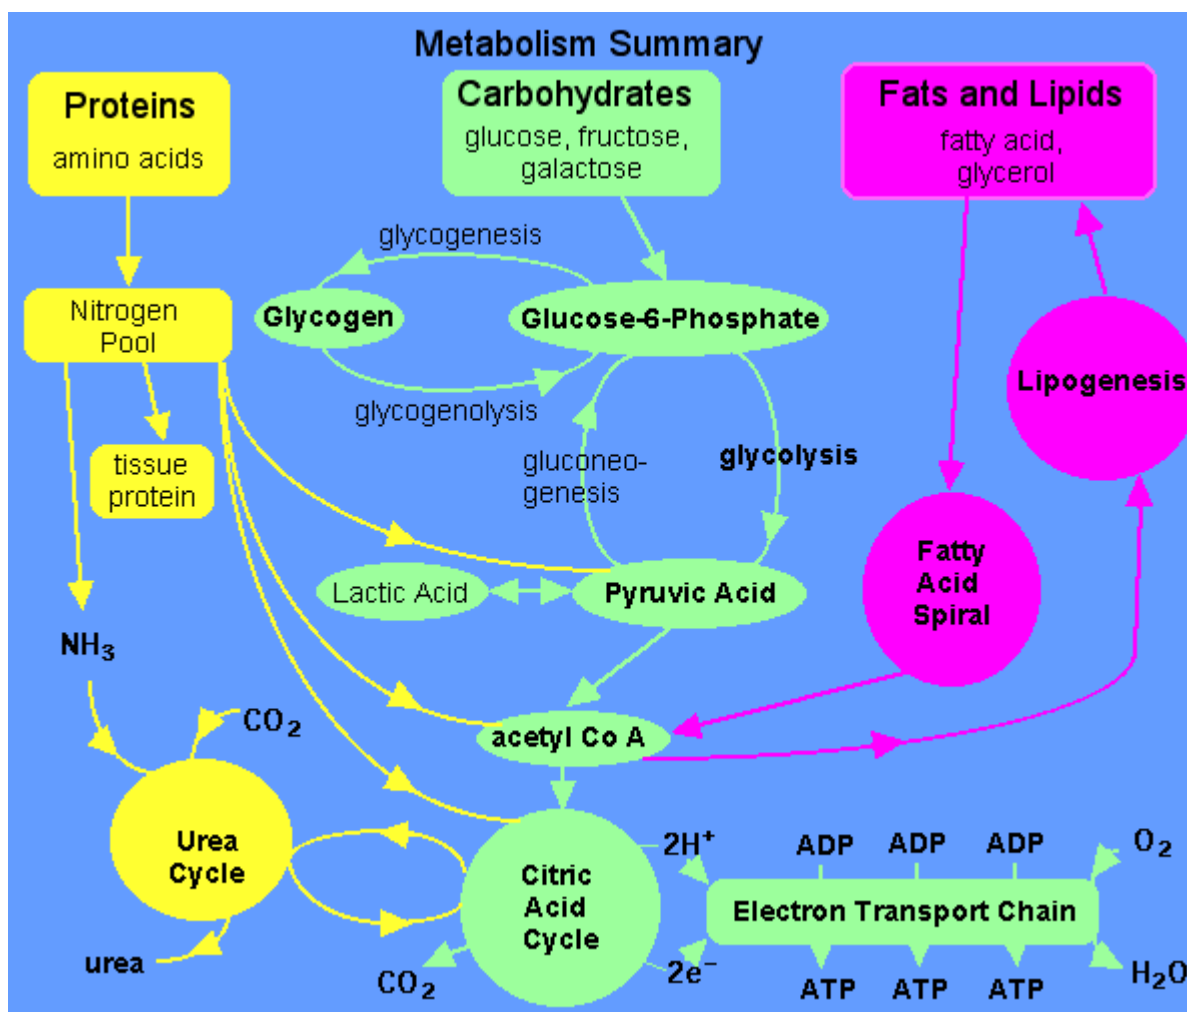 Metabolism Summary
Proteins
amino acids
Carbohydrates
glucose, fructose,
galactose
Fats and Lipids
fatty acid,
glycerol
glycogenesis
Nitrogen
Pool
Glycogen
Glucose-6-Phosphate
Lipogenesis
glycogenolysis
tissue
protein
gluconeo-
genesis
glycolysis
Fatty
Acid
Spiral
Lactic Acid
Pyruvic Acid
NH₃
CO₂
acetyl Co A
Urea
Cycle
Citric
Acid
Cycle
2H⁺
ADP ADP ADP
O₂
Electron Transport Chain
urea
CO₂
2e⁻
ATP ATP ATP
H₂O